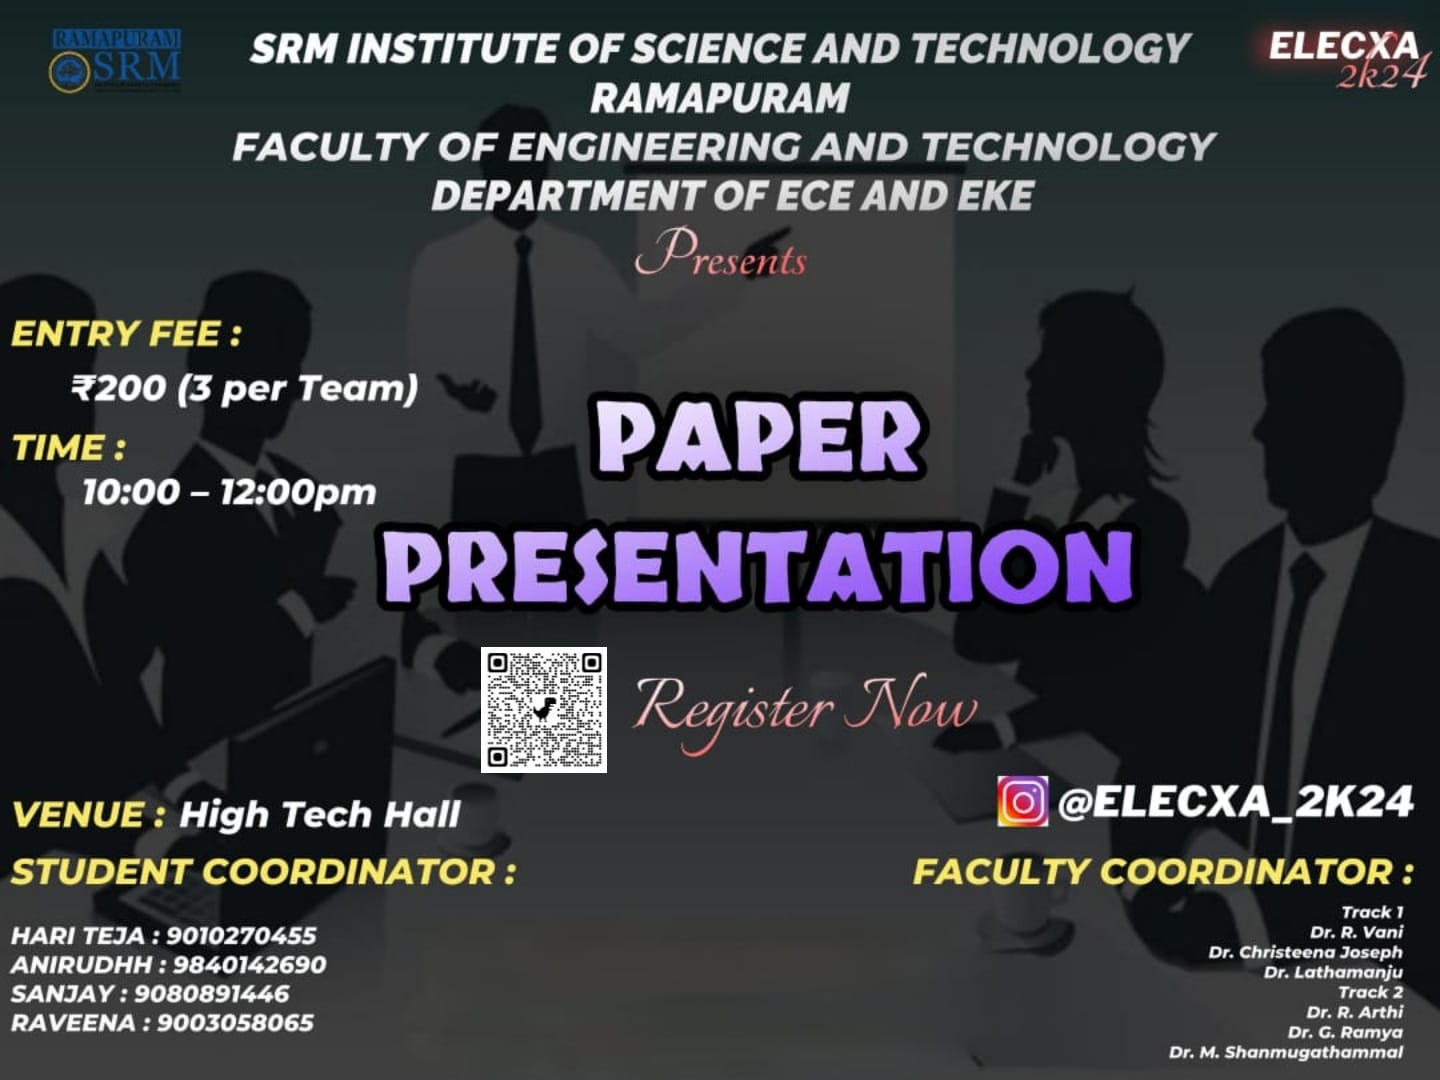 RAMAPURAM
SRM
SRM INSTITUTE OF SCIENCE AND TECHNOLOGY
RAMAPURAM
FACULTY OF ENGINEERING AND TECHNOLOGY
DEPARTMENT OF ECE AND EKE
Presents
ELECXA
2k24
ENTRY FEE :
₹200 (3 per Team)
TIME :
10:00 – 12:00pm
PAPER
PRESENTATION
Register Now
VENUE : High Tech Hall
@ELECXA_2K24
STUDENT COORDINATOR :
HARI TEJA : 9010270455
ANIRUDHH : 9840142690
SANJAY : 9080891446
RAVEENA : 9003058065
FACULTY COORDINATOR :
Track 1
Dr. R. Vani
Dr. Christeena Joseph
Dr. Lathamanju
Track 2
Dr. R. Arthi
Dr. G. Ramya
Dr. M. Shanmugathammal